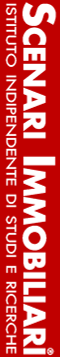 SCENARI IMMOBILIARI®
ISTITUTO INDIPENDENTE DI STUDI E RICERCHE